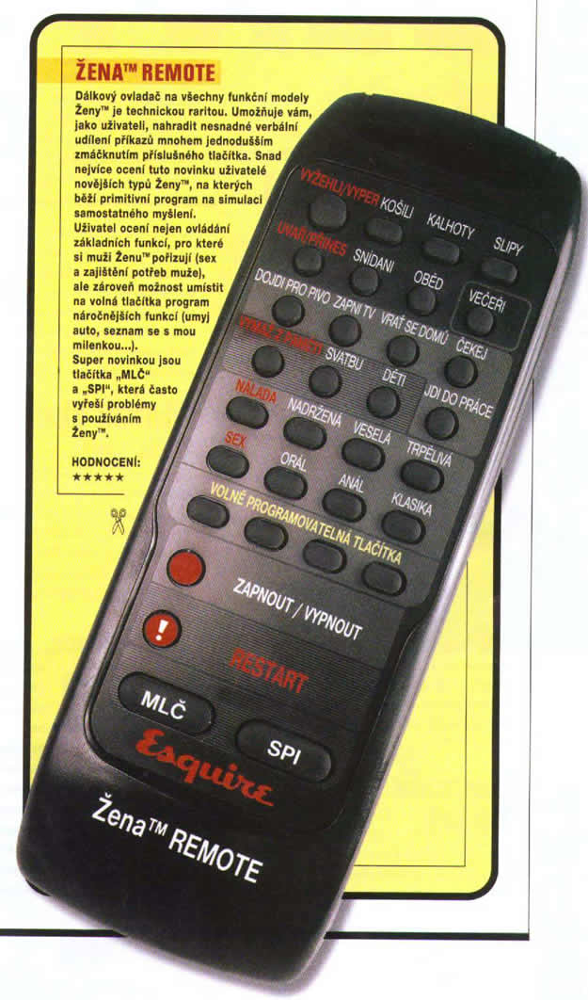 ŽENA™ REMOTE
Dálkový ovladač na všechny funkční modely
Ženy™ je technickou raritou. Umožňuje vám,
jako uživateli, nahradit nesnadné verbální
udílení příkazů mnohem jednodušším
zmáčknutím příslušného tlačítka. Snad
nejvíce ocení tuto novinku uživatelé
novějších typů Ženy™, na kterých
běží primitivní program na simulaci
samostatného myšlení.
Uživatel ocení nejen ovládání
základních funkcí, pro které
si muži Ženu™ pořizují (sex
a zajištění potřeb muže),
ale zároveň možnost umístit
na volná tlačítka program
náročnějších funkcí (umyj
auto, seznam se s mou
milenkou...).
Super novinkou jsou
tlačítka „MLČ“
a „SPI“, která často
vyřeší problémy
s používáním
Ženy™.
HODNOCENÍ:
★★★★★
VYŽEHLI/VYPER KOŠILI KALHOTY SLIPY
UVAŘ/PŘINES SNÍDANI OBĚD VEČEŘI
DOJDI PRO PIVO ZAPNI TV VRAŤ SE DOMŮ ČEKEJ
VYMAŽ Z PAMĚTI SVATBU DĚTI JDI DO PRÁCE
NÁLADA NADRŽENÁ VESELÁ TRPĚLIVÁ
SEX ORÁL ANÁL KLASIKA
VOLNĚ PROGRAMOVATELNÁ TLAČÍTKA
ZAPNOUT / VYPNOUT
!
RESTART
MLČ
SPI
Esquire
Žena™ REMOTE